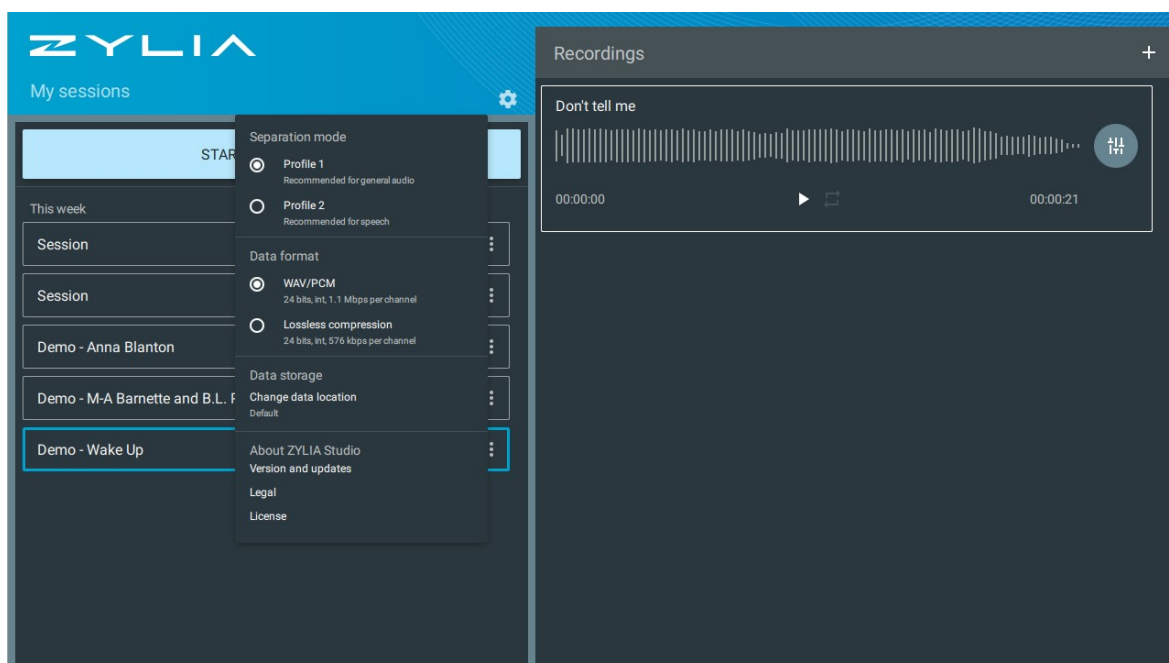 ZYLIA
My sessions
STAR
This week
Session
Session
Demo - Anna Blanton
Demo - M-A Barnette and B.L.
Demo - Wake Up
Separation mode
Profile 1
Recommended for general audio
Profile 2
Recommended for speech
Data format
WAV/PCM
24 bits, int, 1.1 Mbps per channel
Lossless compression
24 bits, int, 576 kbps per channel
Data storage
Change data location
Default
About ZYLIA Studio
Version and updates
Legal
License
Recordings +
Don't tell me
00:00:00 00:00:21